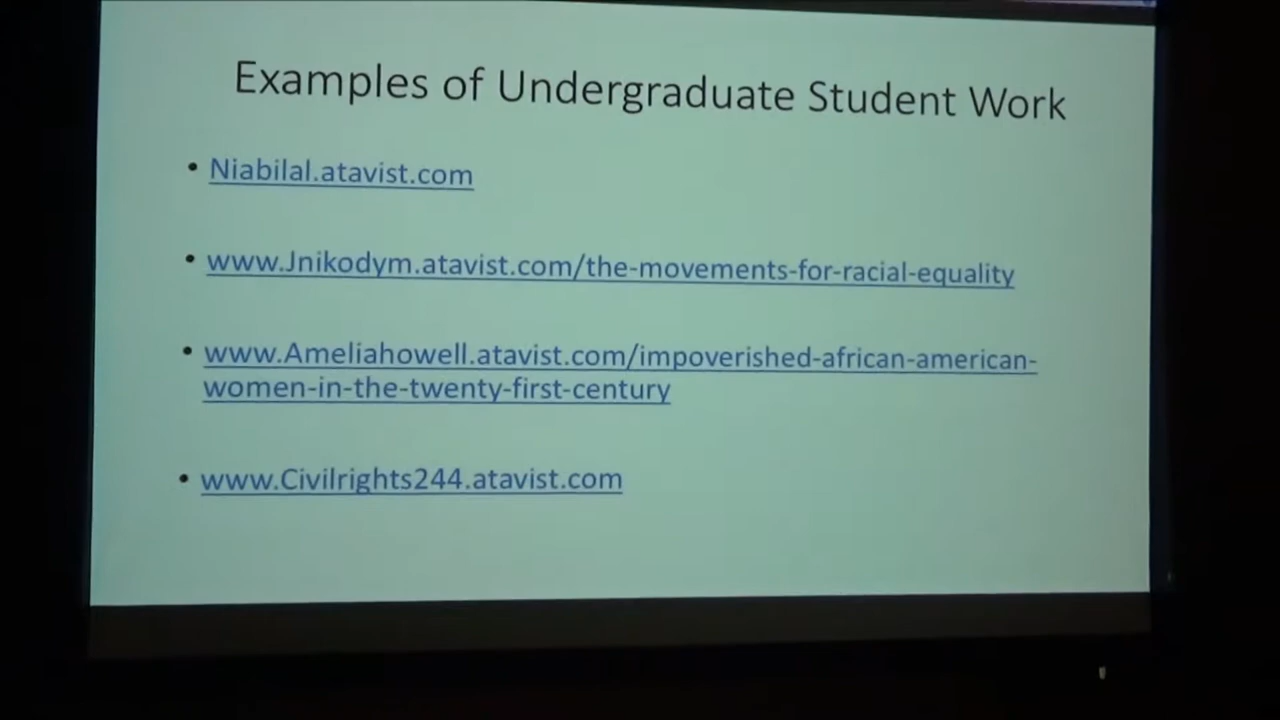 Examples of Undergraduate Student Work
• Niabilal.atavist.com
• www.Jnikodym.atavist.com/the-movements-for-racial-equality
• www.Ameliahowell.atavist.com/impoverished-african-american-
women-in-the-twenty-first-century
• www.Civilrights244.atavist.com